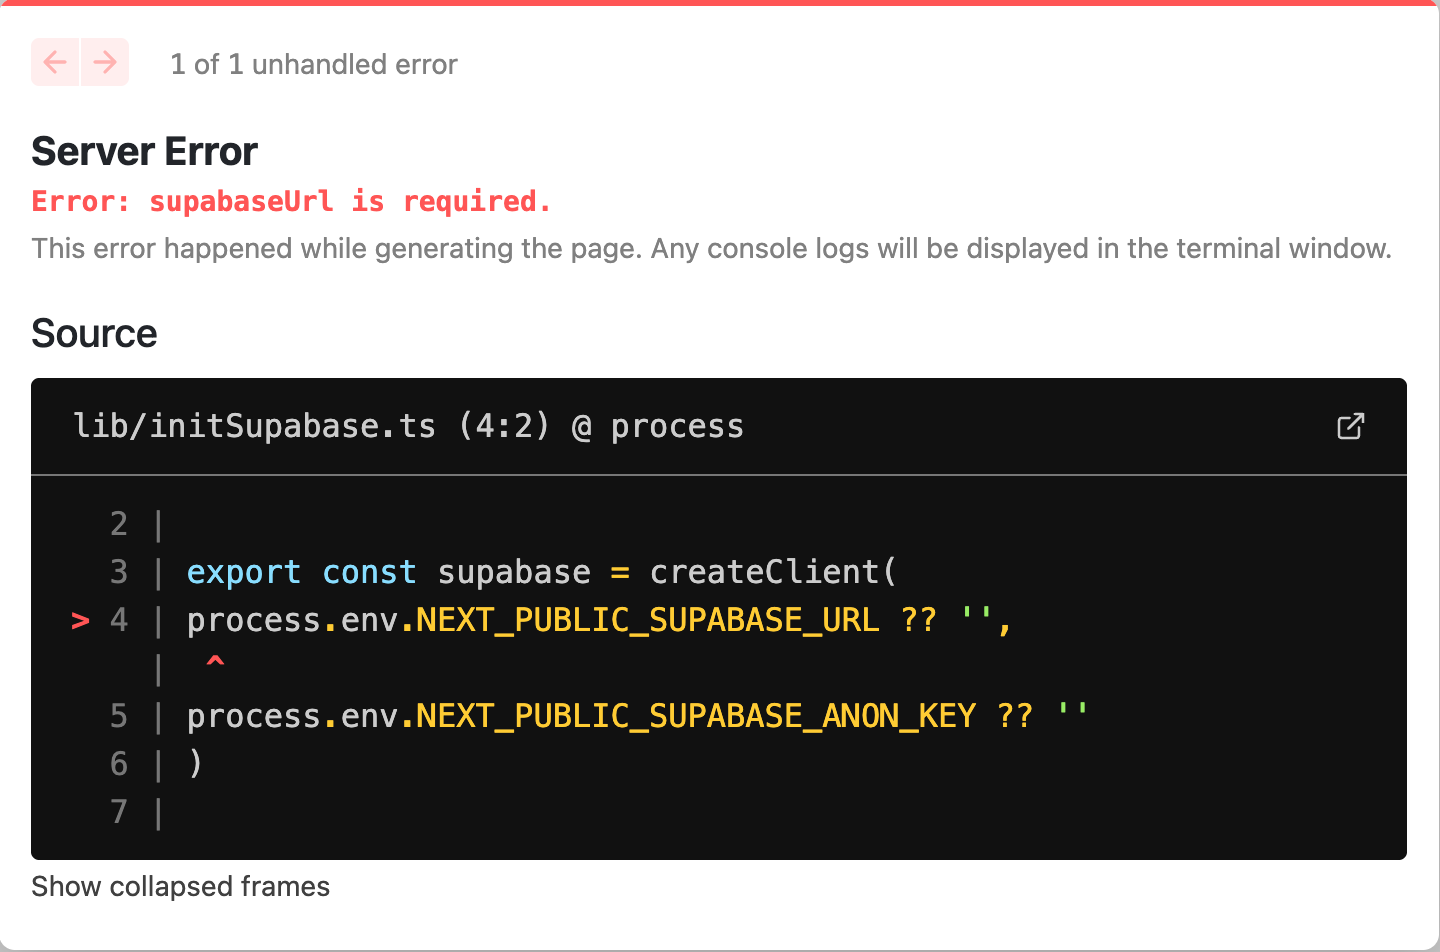 1 of 1 unhandled error
Server Error
Error: supabaseUrl is required.
This error happened while generating the page. Any console logs will be displayed in the terminal window.
Source
lib/initSupabase.ts (4:2) @ process
2 |
3 | export const supabase = createClient(
> 4 | process.env.NEXT_PUBLIC_SUPABASE_URL ?? '',
| ^
5 | process.env.NEXT_PUBLIC_SUPABASE_ANON_KEY ?? ''
6 | )
7 |
Show collapsed frames